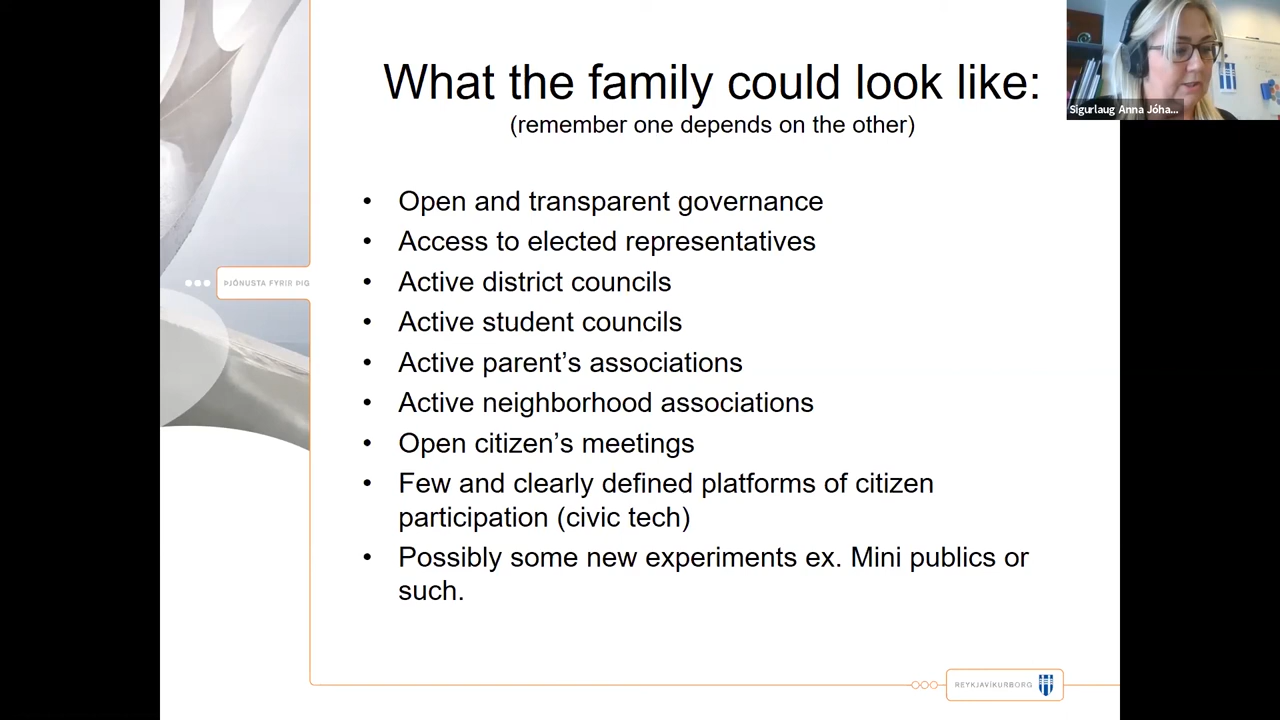 What the family could look like:
(remember one depends on the other)
• Open and transparent governance
• Access to elected representatives
• Active district councils
• Active student councils
• Active parent’s associations
• Active neighborhood associations
• Open citizen’s meetings
• Few and clearly defined platforms of citizen
participation (civic tech)
• Possibly some new experiments ex. Mini publics or
such.
ÞJÓNUSTA FYRIR ÞIG
REYKJAVÍKURBORG
Sigurlaug Anna Jóha...